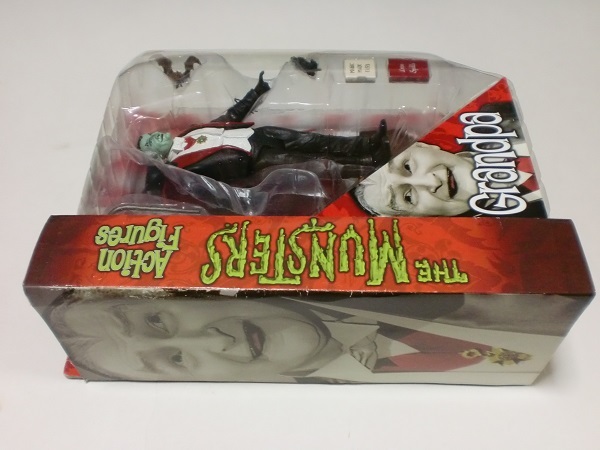 THE MUNSTERS
Action
Figures
Grandpa